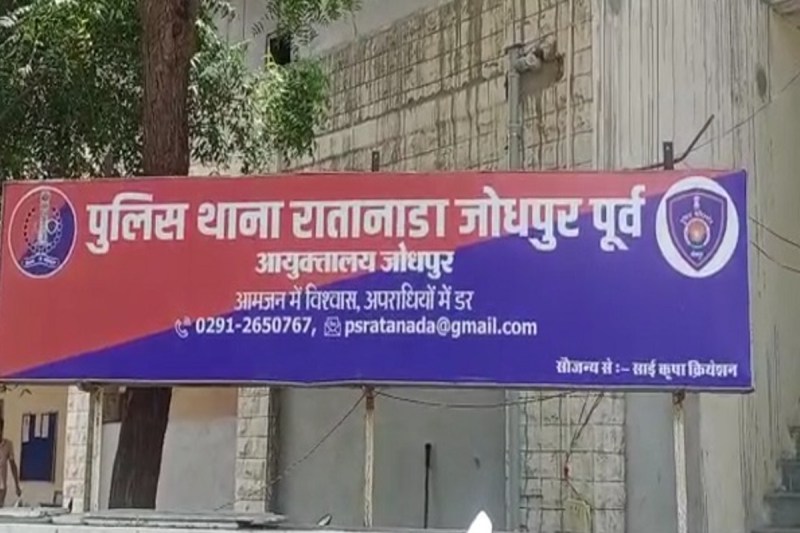 पुलिस थाना रातानाडा जोधपुर पूर्व
आयुक्तालय जोधपुर
आमजन में विश्वास, अपराधियों में डर
0291-2650767, psratanada@gmail.com
सौजन्य से :- साई कृपा क्रियेशन